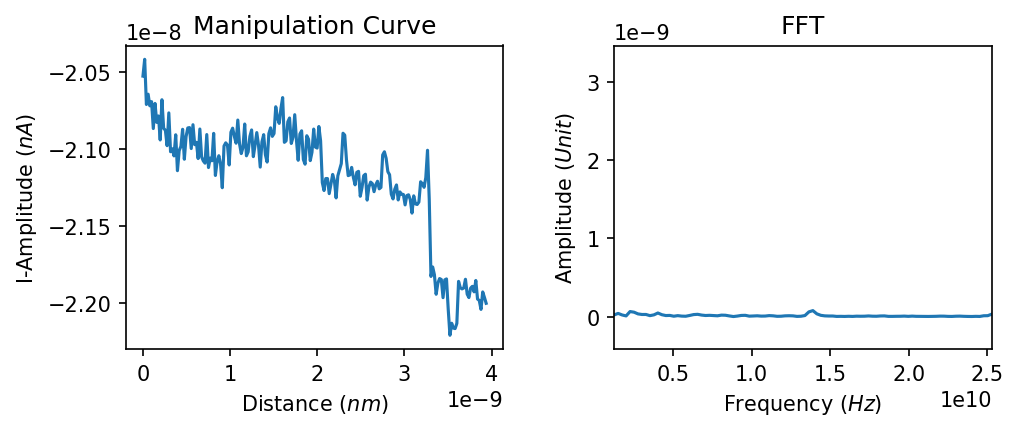 Manipulation Curve
1e−8
−2.05
−2.10
−2.15
−2.20
I-Amplitude (nA)
0 1 2 3 4
1e−9
Distance (nm)
FFT
1e−9
3
2
1
0
Amplitude (Unit)
0.5 1.0 1.5 2.0 2.5
1e10
Frequency (Hz)